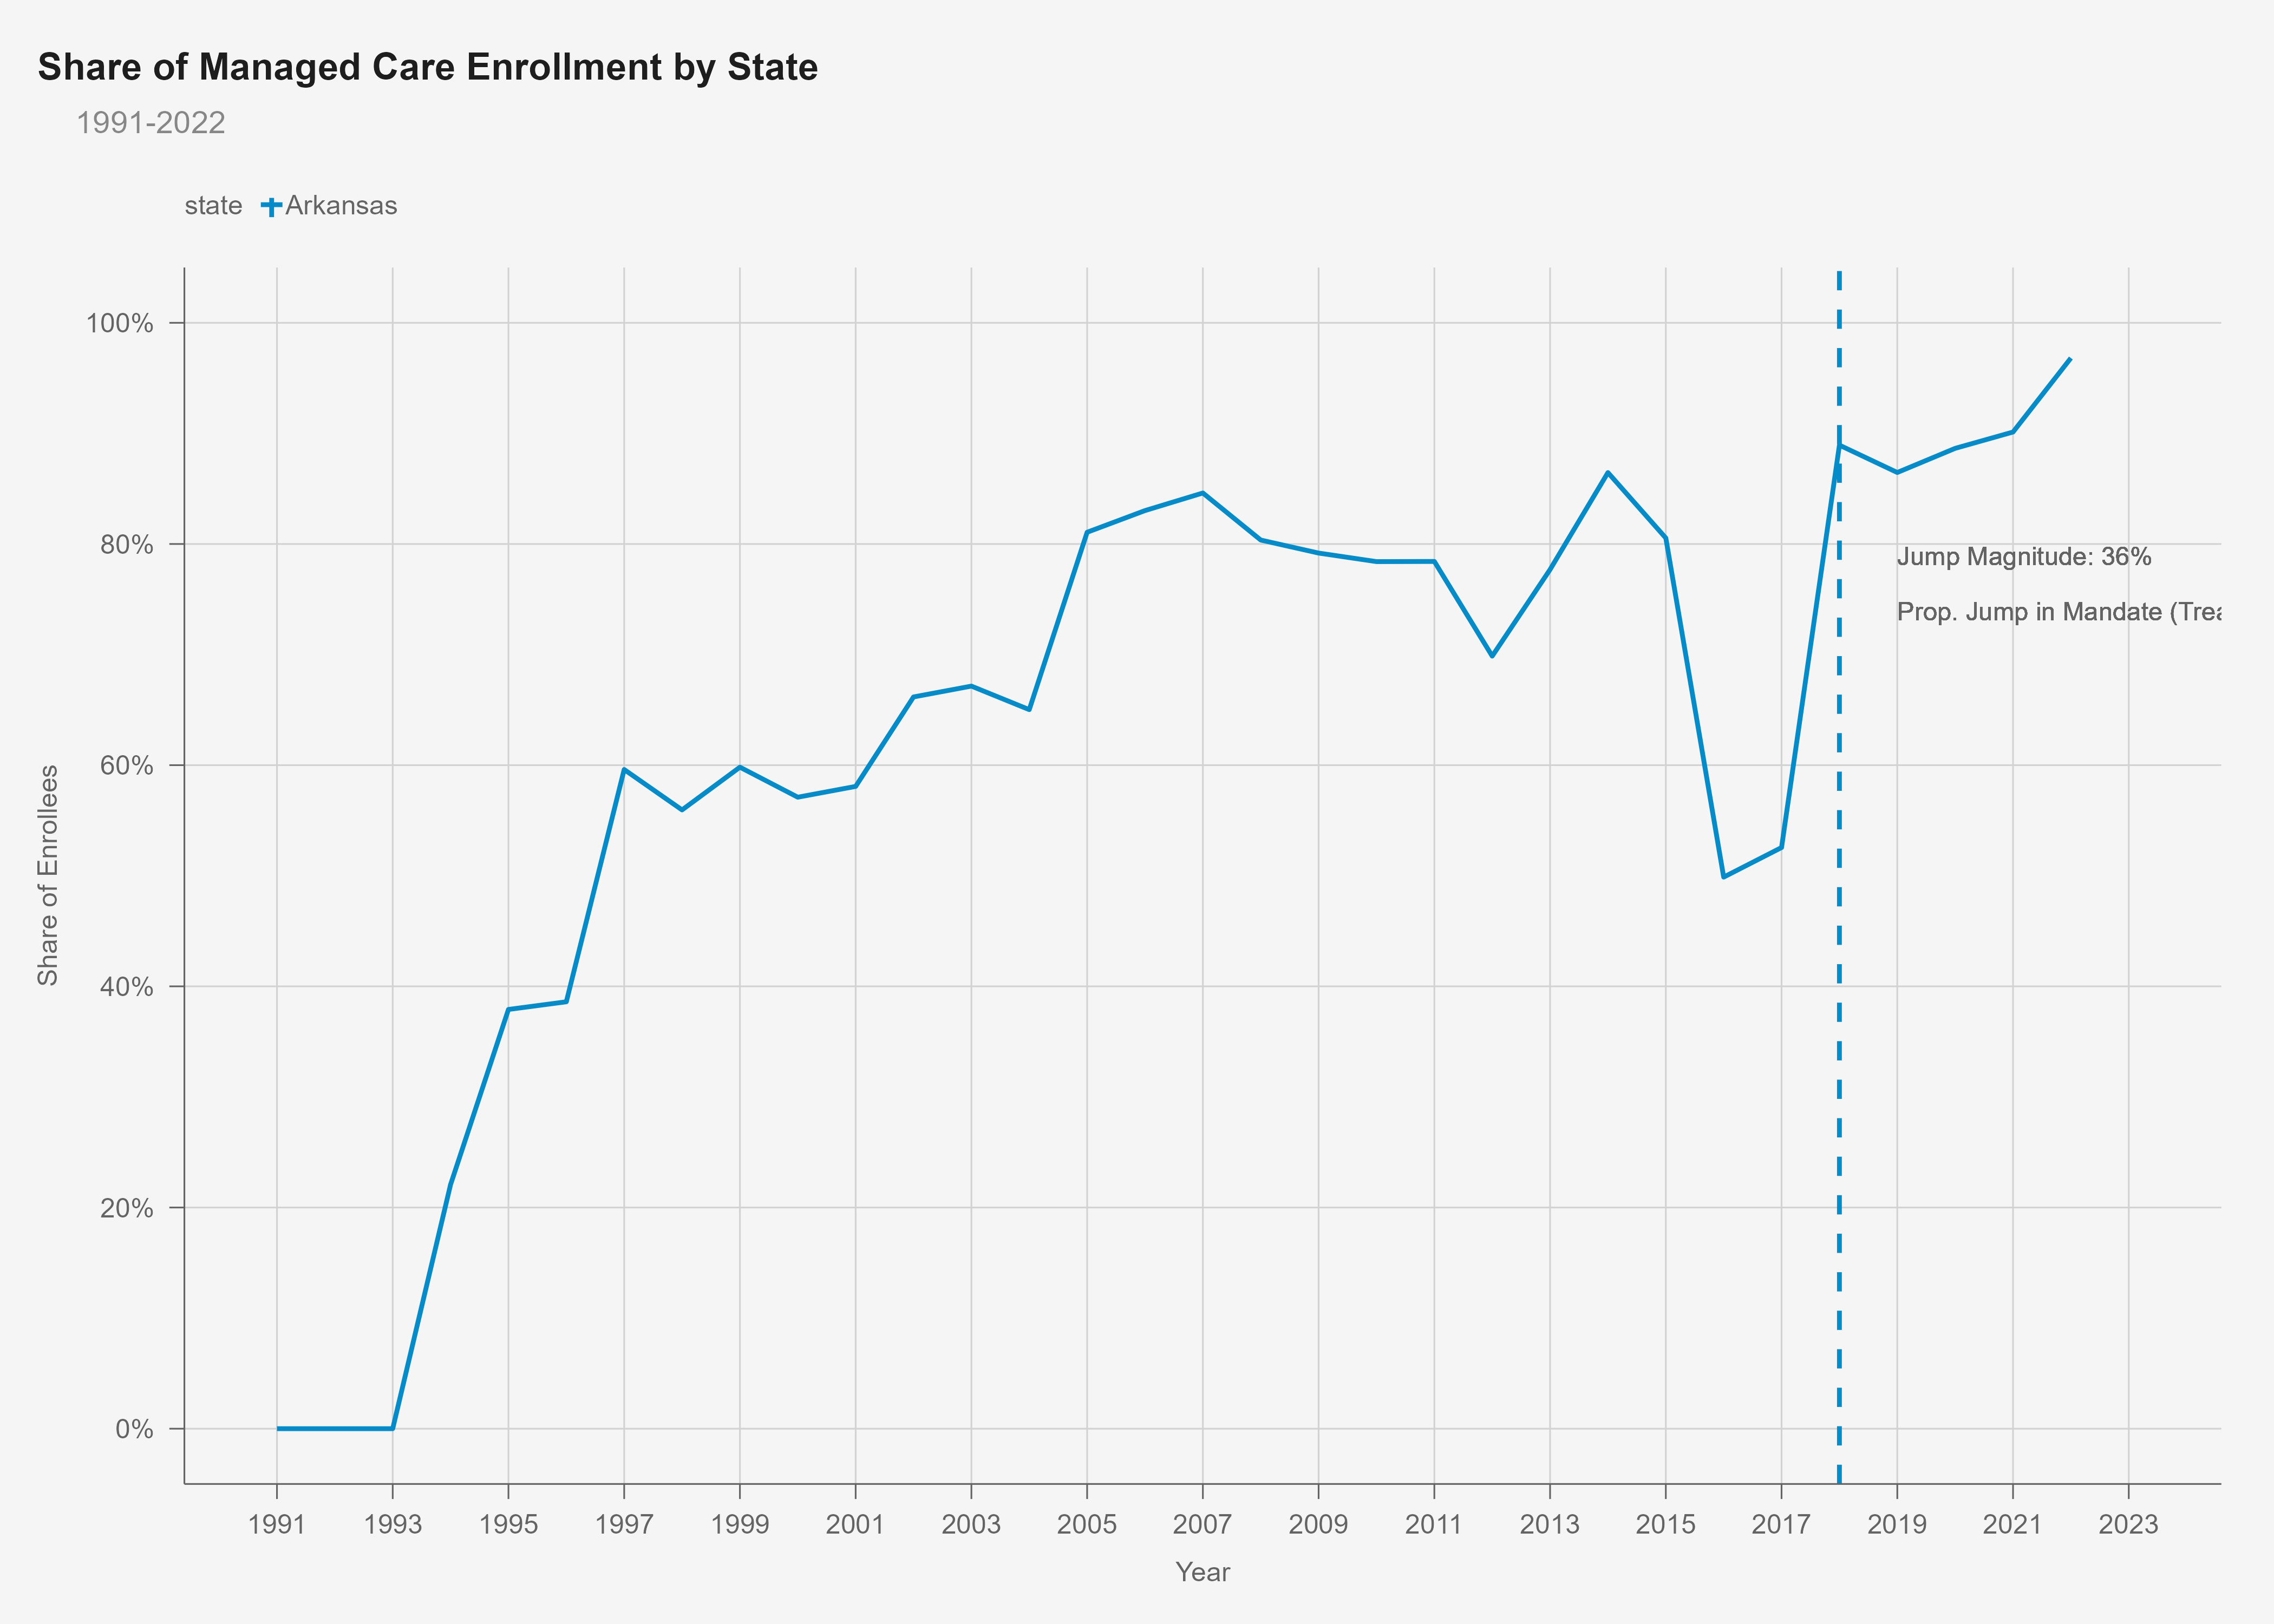 Share of Managed Care Enrollment by State
1991-2022
state Arkansas
Share of Enrollees
100%
80%
60%
40%
20%
0%
Jump Magnitude: 36%
Prop. Jump in Mandate (Trea
1991 1993 1995 1997 1999 2001 2003 2005 2007 2009 2011 2013 2015 2017 2019 2021 2023
Year